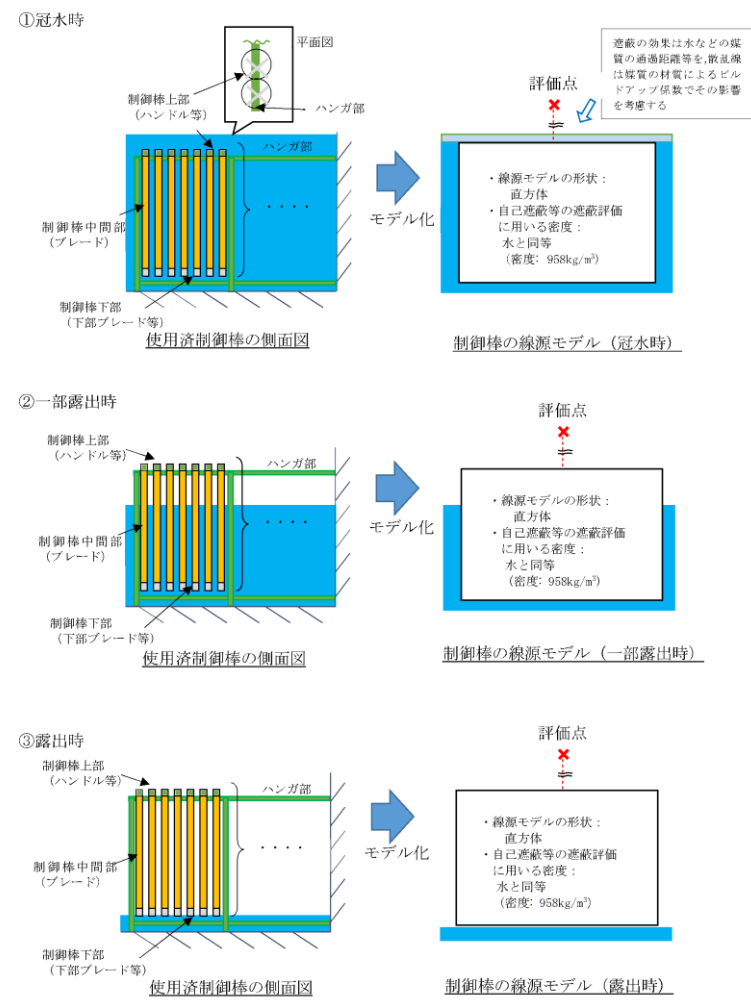 ①冠水時
平面図
遮蔽の効果は水などの媒
質の通過距離等を,散乱線
は媒質の材質によるビル
ドアップ係数でその影響
を考慮する
評価点
制御棒上部
(ハンドル等)
ハンガ部
ハンガ部
制御棒中間部
(ブレード)
・・・・
モデル化
・線源モデルの形状：
直方体
・自己遮蔽等の遮蔽評価
に用いる密度：
水と同等
(密度: 958kg/m³)
制御棒下部
(下部ブレード等)
使用済制御棒の側面図
制御棒の線源モデル（冠水時）
②一部露出時
評価点
制御棒上部
(ハンドル等)
ハンガ部
制御棒中間部
(ブレード)
・・・・
モデル化
・線源モデルの形状：
直方体
・自己遮蔽等の遮蔽評価
に用いる密度：
水と同等
(密度: 958kg/m³)
制御棒下部
(下部ブレード等)
使用済制御棒の側面図
制御棒の線源モデル（一部露出時）
③露出時
評価点
制御棒上部
(ハンドル等)
ハンガ部
制御棒中間部
(ブレード)
・・・・
モデル化
・線源モデルの形状：
直方体
・自己遮蔽等の遮蔽評価
に用いる密度：
水と同等
(密度: 958kg/m³)
制御棒下部
(下部ブレード等)
使用済制御棒の側面図
制御棒の線源モデル（露出時）